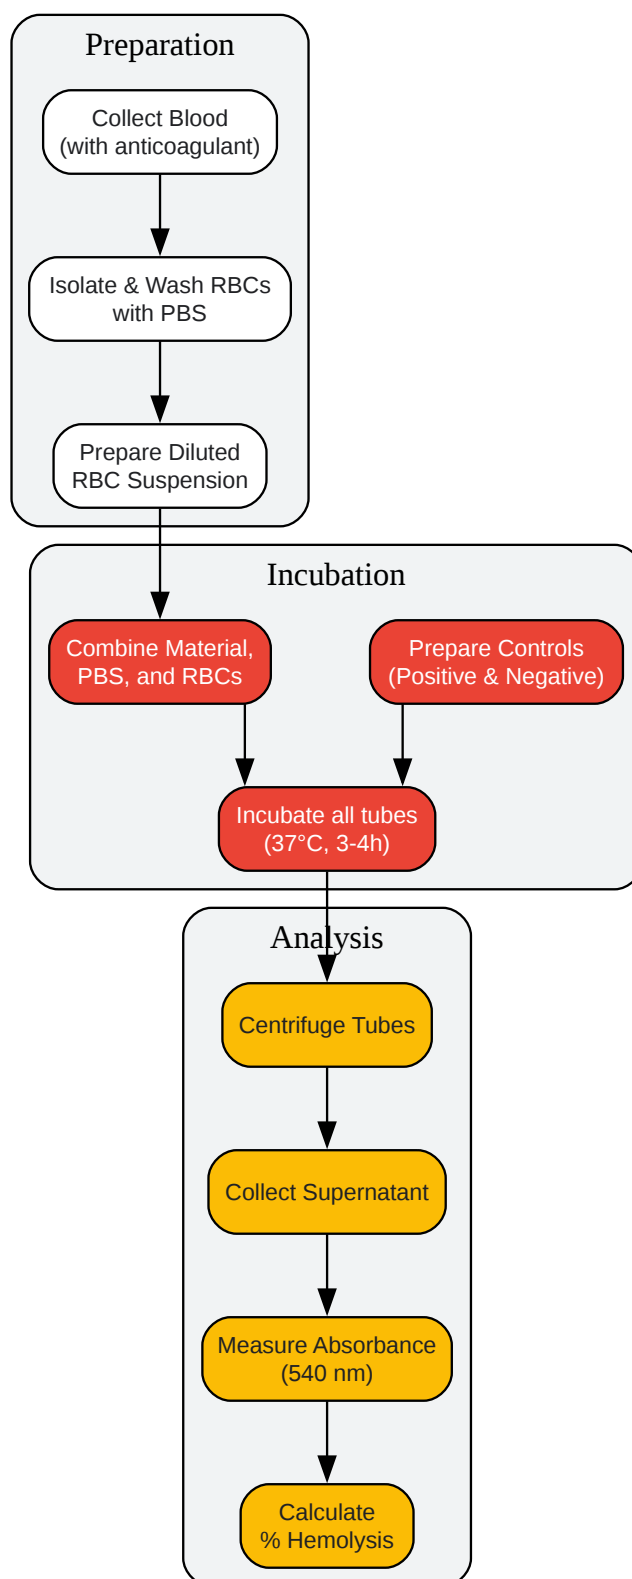 Preparation
Collect Blood
(with anticoagulant)
Isolate & Wash RBCs
with PBS
Prepare Diluted
RBC Suspension
Incubation
Combine Material,
PBS, and RBCs
Prepare Controls
(Positive & Negative)
Incubate all tubes
(37°C, 3-4h)
Analysis
Centrifuge Tubes
Collect Supernatant
Measure Absorbance
(540 nm)
Calculate
% Hemolysis